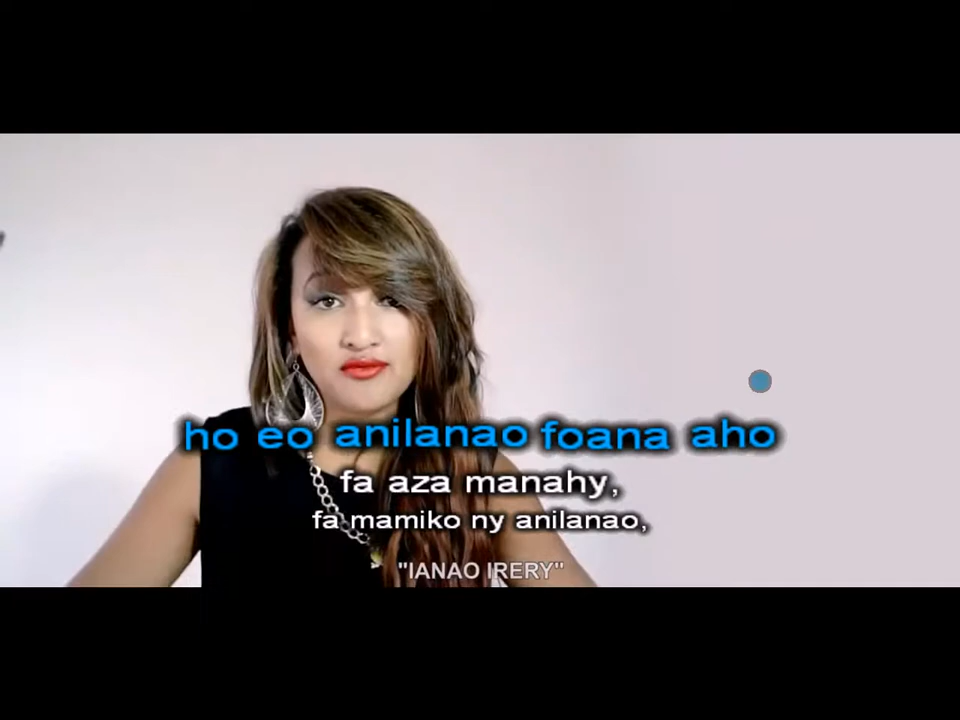 ho eo anilanao foana aho
fa aza manahy,
fa mamiko ny anilanao,
"IANAO IRERY"